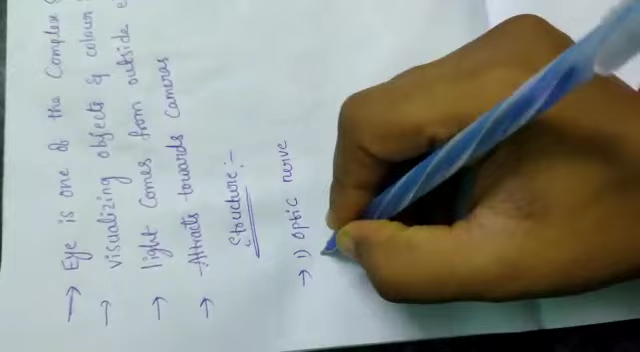 → Eye is one of the Complex
→ visualizing objects & colour
→ light Comes from outside
→ Attracts towards Cameras
Structure:-
→ 1) optic nerve